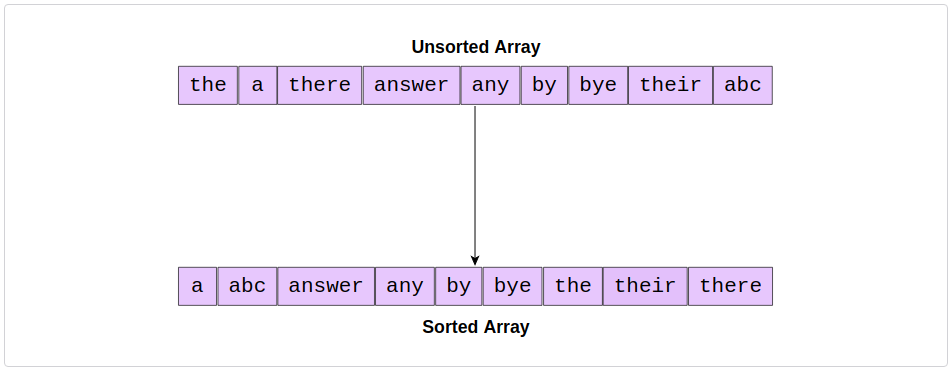 Unsorted Array
the a there answer any by bye their abc
a abc answer any by bye the their there
Sorted Array